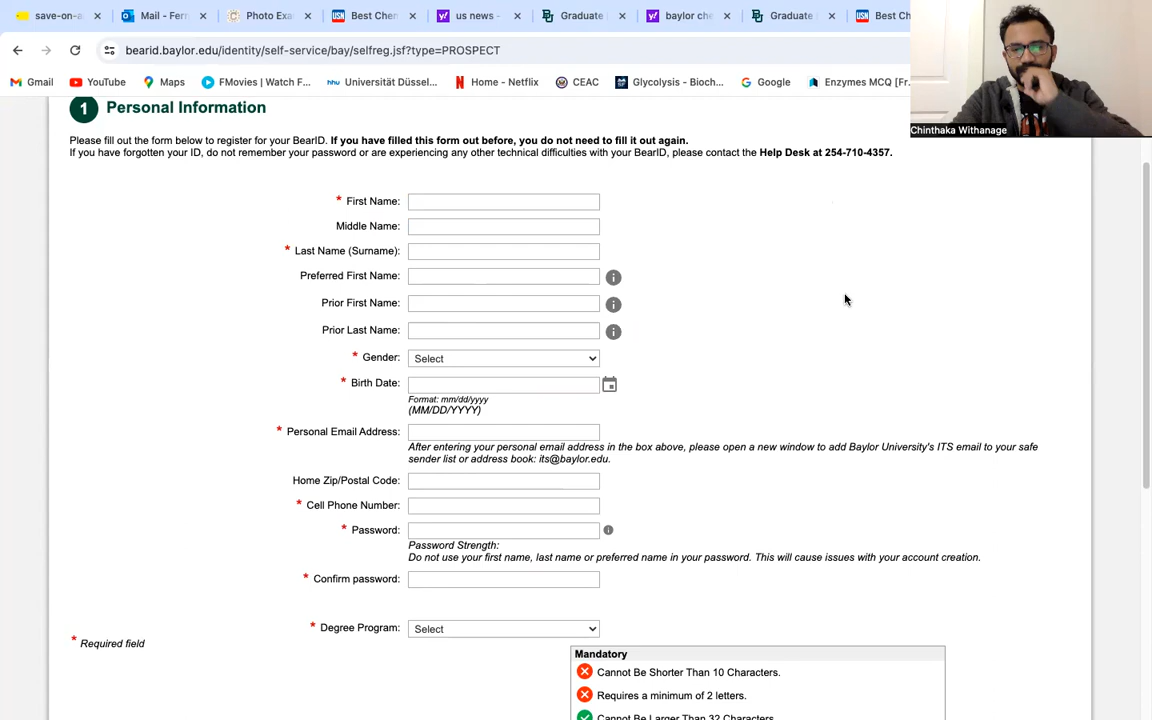 save-on-a
Mail - Fern
Photo Exa
Best Chen
us news -
Graduate
baylor che
Graduate
Best Ch
bearid.baylor.edu/identity/self-service/bay/selfreg.jsf?type=PROSPECT
Gmail
YouTube
Maps
FMovies | Watch F...
Universität Düssel...
Home - Netflix
CEAC
Glycolysis - Bioch...
Google
Enzymes MCQ [Fr.
Chinthaka Withanage
1 Personal Information
Please fill out the form below to register for your BearID. If you have filled this form out before, you do not need to fill it out again.
If you have forgotten your ID, do not remember your password or are experiencing any other technical difficulties with your BearID, please contact the Help Desk at 254-710-4357.
* First Name:
Middle Name:
* Last Name (Surname):
Preferred First Name:
Prior First Name:
Prior Last Name:
* Gender: Select
* Birth Date:
Format: mm/dd/yyyy
(MM/DD/YYYY)
* Personal Email Address:
After entering your personal email address in the box above, please open a new window to add Baylor University's ITS email to your safe
sender list or address book: its@baylor.edu.
Home Zip/Postal Code:
* Cell Phone Number:
* Password:
Password Strength:
Do not use your first name, last name or preferred name in your password. This will cause issues with your account creation.
* Confirm password:
* Degree Program: Select
* Required field
Mandatory
Cannot Be Shorter Than 10 Characters.
Requires a minimum of 2 letters.
Cannot Be Larger Than 32 Characters.